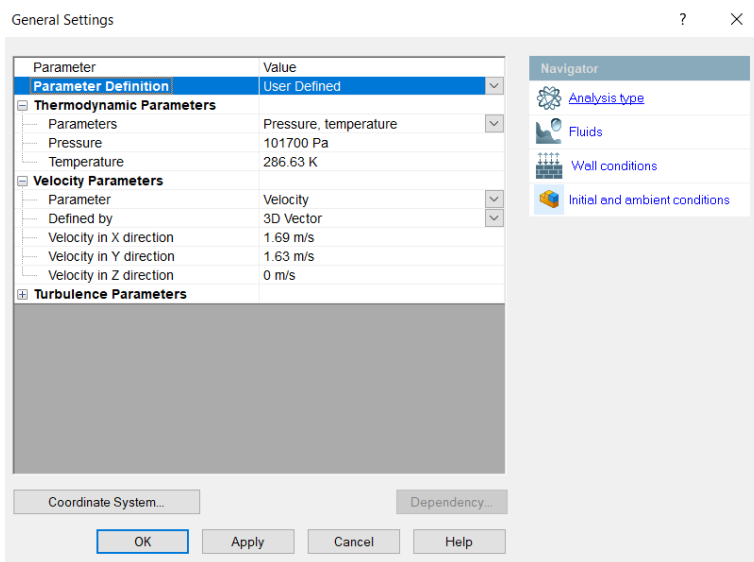 General Settings
?
Parameter Value
Parameter Definition User Defined
Thermodynamic Parameters
Parameters Pressure, temperature
Pressure 101700 Pa
Temperature 286.63 K
Velocity Parameters
Parameter Velocity
Defined by 3D Vector
Velocity in X direction 1.69 m/s
Velocity in Y direction 1.63 m/s
Velocity in Z direction 0 m/s
Turbulence Parameters
Coordinate System...
Dependency...
OK
Apply
Cancel
Help
Navigator
Analysis type
Fluids
Wall conditions
Initial and ambient conditions